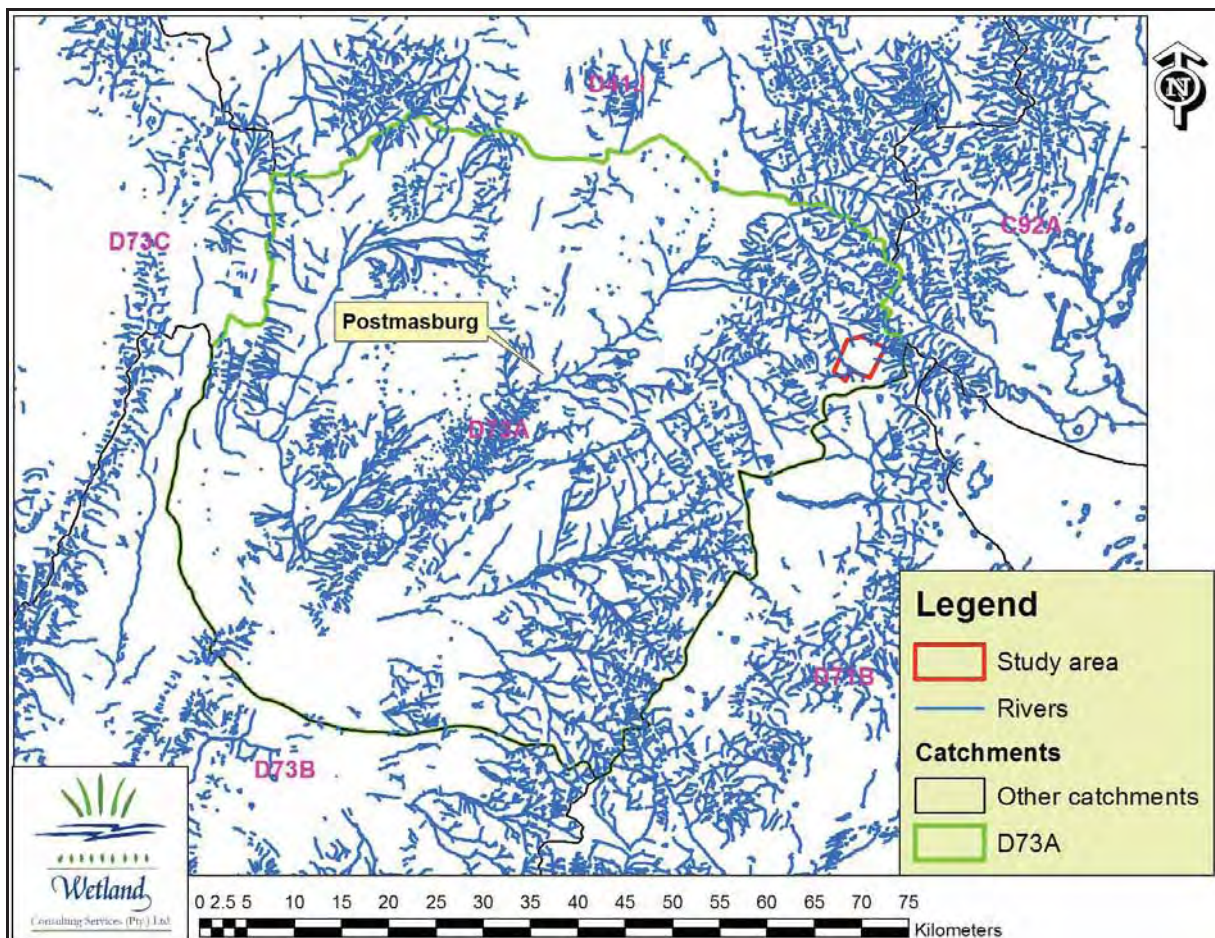 D41J
N
D73C
C92A
Postmasburg
D73A
D71B
D73B
Legend
Study area
Rivers
Catchments
Other catchments
D73A
Wetland
Consulting Services (Pty.) Ltd
0 2.5 5 10 15 20 25 30 35 40 45 50 55 60 65 70 75
Kilometers